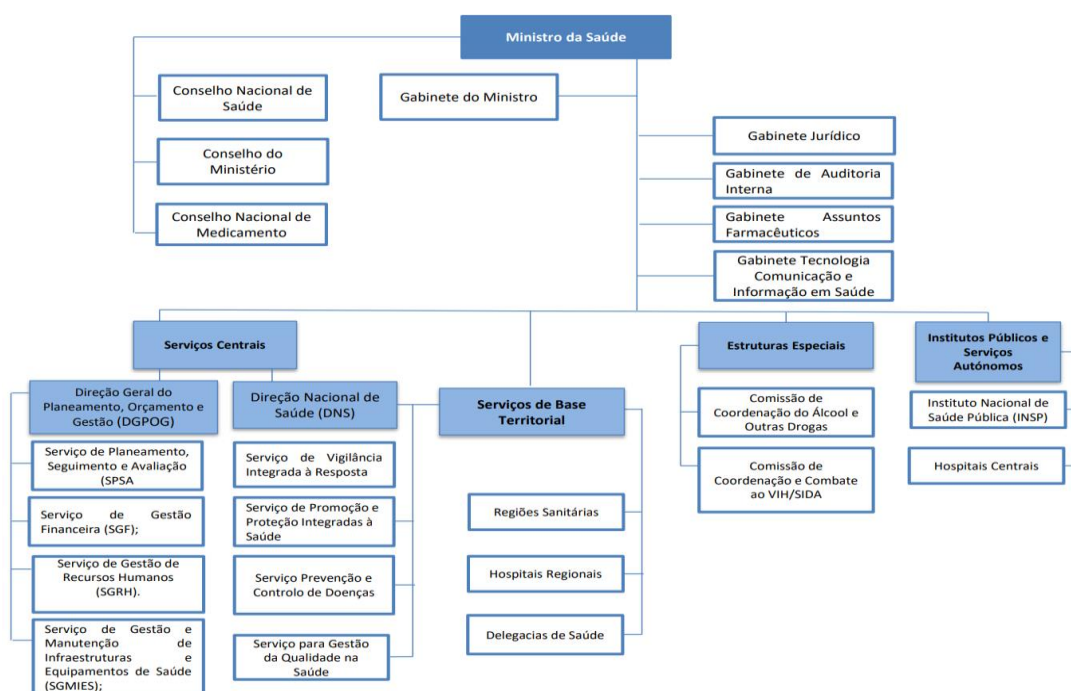 Ministro da Saúde
Conselho Nacional de
Saúde
Gabinete do Ministro
Conselho do
Ministério
Conselho Nacional de
Medicamento
Gabinete Jurídico
Gabinete de Auditoria
Interna
Gabinete Assuntos
Farmacêuticos
Gabinete Tecnologia
Comunicação e
Informação em Saúde
Serviços Centrais
Direção Geral do
Planeamento, Orçamento e
Gestão (DGPOG)
Serviço de Planeamento,
Seguimento e Avaliação
(SPSA
Serviço de Gestão
Financeira (SGF);
Serviço de Gestão de
Recursos Humanos
(SGRH).
Serviço de Gestão e
Manutenção de
Infraestruturas e
Equipamentos de Saúde
(SGMIES);
Direção Nacional de
Saúde (DNS)
Serviço de Vigilância
Integrada à Resposta
Serviço de Promoção e
Proteção Integradas à
Saúde
Serviço Prevenção e
Controlo de Doenças
Serviço para Gestão
da Qualidade na
Saúde
Serviços de Base
Territorial
Regiões Sanitárias
Hospitais Regionais
Delegacias de Saúde
Estruturas Especiais
Comissão de
Coordenação do Álcool e
Outras Drogas
Comissão de
Coordenação e Combate
ao VIH/SIDA
Institutos Públicos e
Serviços
Autónomos
Instituto Nacional de
Saúde Pública (INSP)
Hospitais Centrais